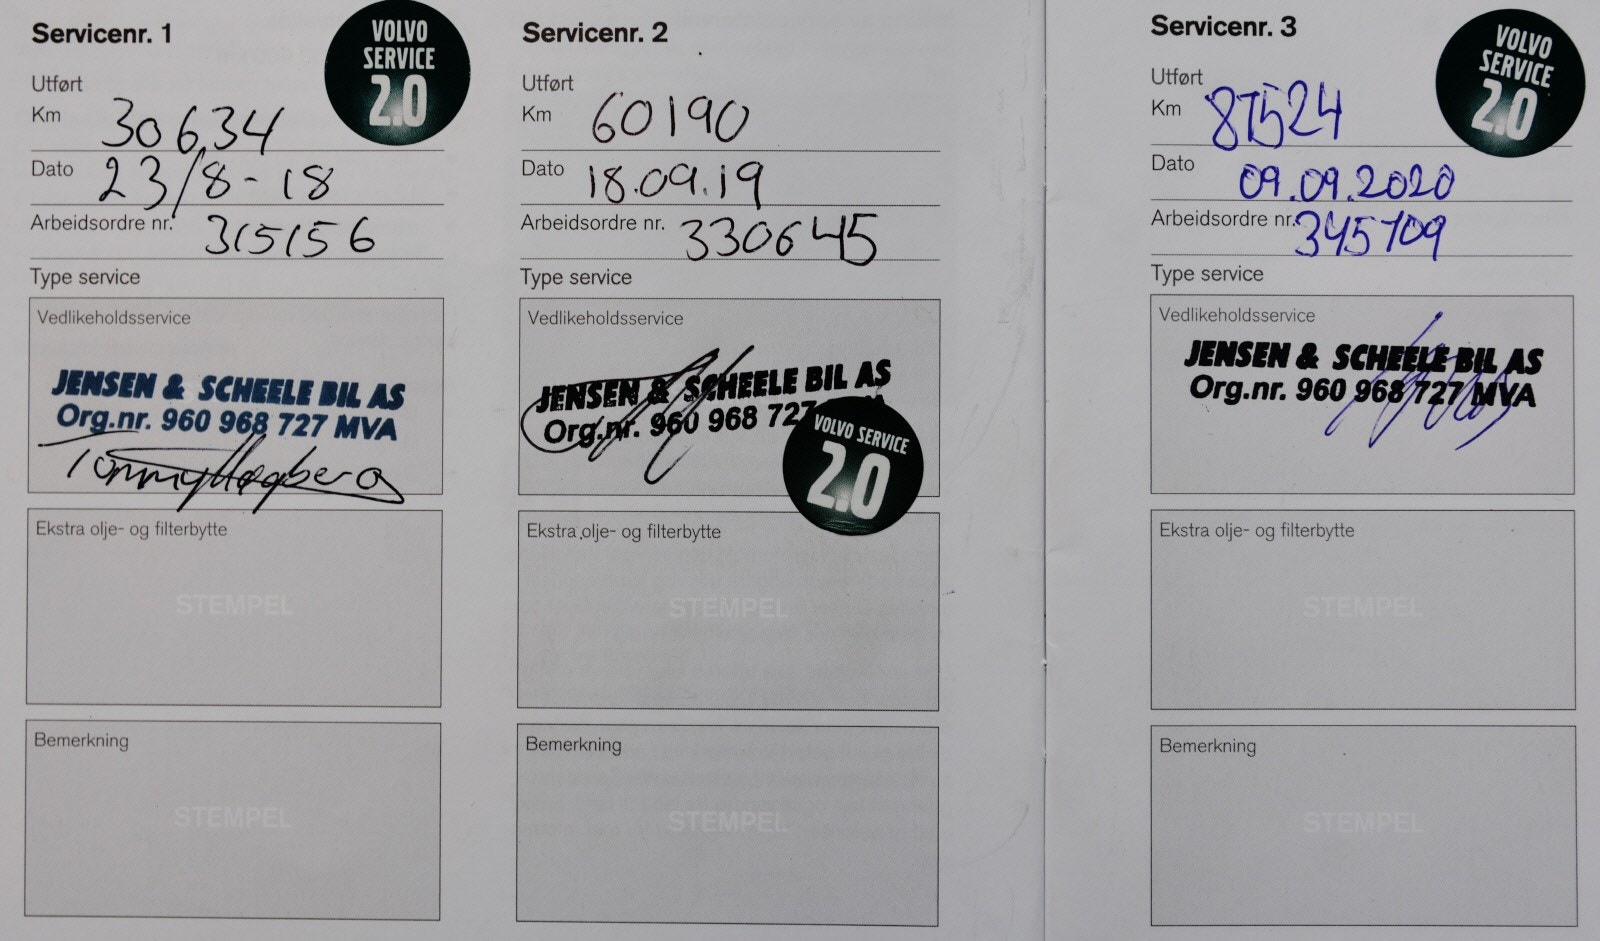 Servicenr. 1
VOLVO
SERVICE
2.0
Utført
Km 30634
Dato 23/8-18
Arbeidsordre nr. 315156
Type service
Vedlikeholdsservice
JENSEN & SCHEELE BIL AS
Org.nr. 960 968 727 MVA
Tommy Hagberg
Ekstra olje- og filterbytte
STEMPEL
Bemerkning
STEMPEL
Servicenr. 2
Utført
Km 60190
Dato 18.09.19
Arbeidsordre nr. 330645
Type service
Vedlikeholdsservice
JENSEN & SCHEELE BIL AS
Org.nr. 960 968 727
VOLVO SERVICE
2.0
Ekstra olje- og filterbytte
STEMPEL
Bemerkning
STEMPEL
Servicenr. 3
VOLVO
SERVICE
2.0
Utført
Km 87524
Dato 09.09.2020
Arbeidsordre nr. 345709
Type service
Vedlikeholdsservice
JENSEN & SCHEELE BIL AS
Org.nr. 960 968 727 MVA
Ekstra olje- og filterbytte
STEMPEL
Bemerkning
STEMPEL